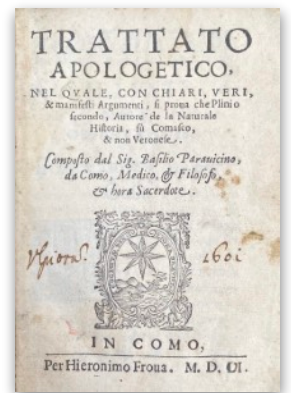 TRATTATO
APOLOGETICO,
NEL QVALE, CON CHIARI, VERI,
& manifesti Argomenti, si proua che Plinio
secondo, Autore de la Naturale
Historia, fù Comasco,
& non Veronese.
Composto dal Sig. Basilio Parauicino,
da Como, Medico, & Filosofo,
& hora Sacerdote.
1601
IN COMO,
Per Hieronimo Froua. M. D. CI.